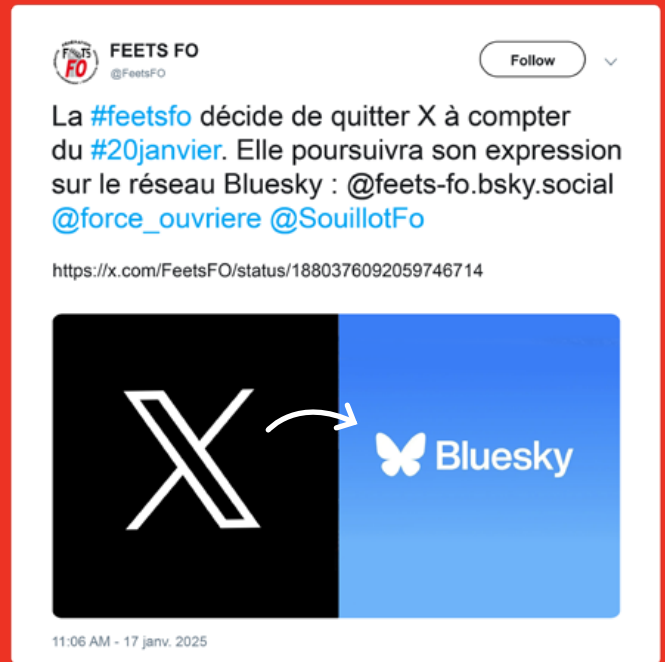 FEETS FO
@FeetsFO
Follow
La #feetsfo décide de quitter X à compter
du #20janvier. Elle poursuivra son expression
sur le réseau Bluesky : @feets-fo.bsky.social
@force_ouvriere @SouillotFo
https://x.com/FeetsFO/status/1880376092059746714
X
Bluesky
11:06 AM - 17 janv. 2025